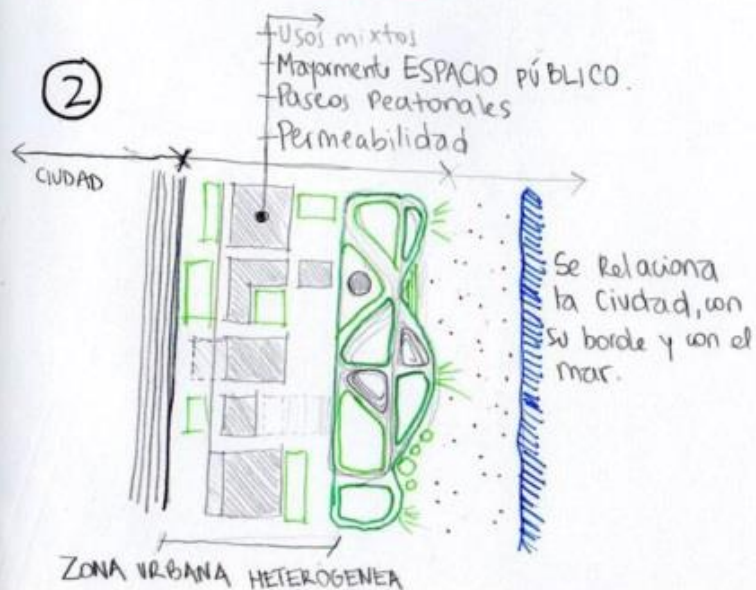 2
Usos mixtos
Mayormente ESPACIO PÚBLICO.
Paseos Peatonales
Permeabilidad
CIUDAD
Se Relaciona
la Ciudad, con
su borde y con el
mar.
ZONA URBANA HETEROGENEA